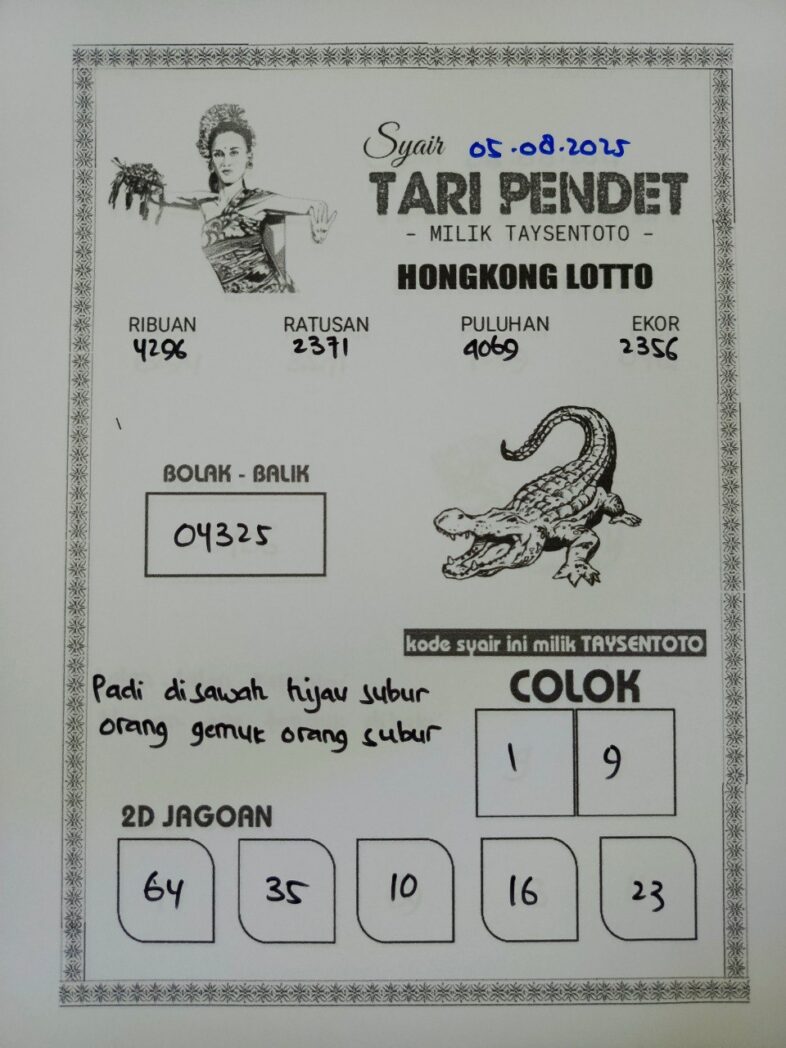 Syair 05.08.2025
TARI PENDET
- MILIK TAYSENTOTO -
HONGKONG LOTTO
RIBUAN RATUSAN PULUHAN EKOR
4296 2371 4069 2356
BOLAK - BALIK
04325
kode syair ini milik TAYSENTOTO
Padi disawah hijau subur
orang gemuk orang subur
COLOK
1 9
2D JAGOAN
64 35 10 16 23